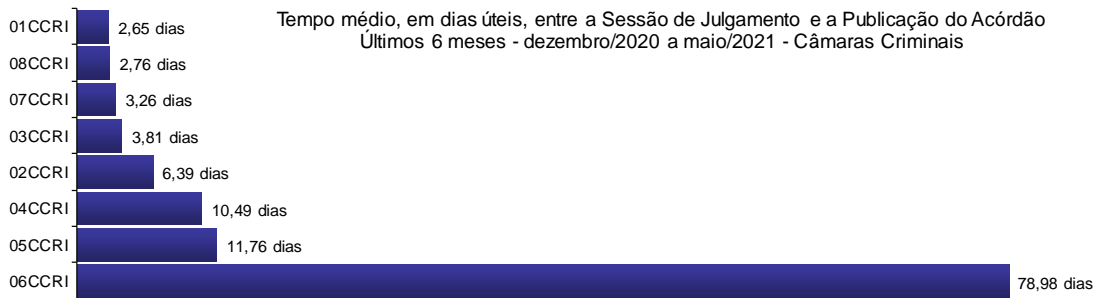 Tempo médio, em dias úteis, entre a Sessão de Julgamento e a Publicação do Acórdão
Últimos 6 meses - dezembro/2020 a maio/2021 - Câmaras Criminais
01CCRI 2,65 dias
08CCRI 2,76 dias
07CCRI 3,26 dias
03CCRI 3,81 dias
02CCRI 6,39 dias
04CCRI 10,49 dias
05CCRI 11,76 dias
06CCRI 78,98 dias